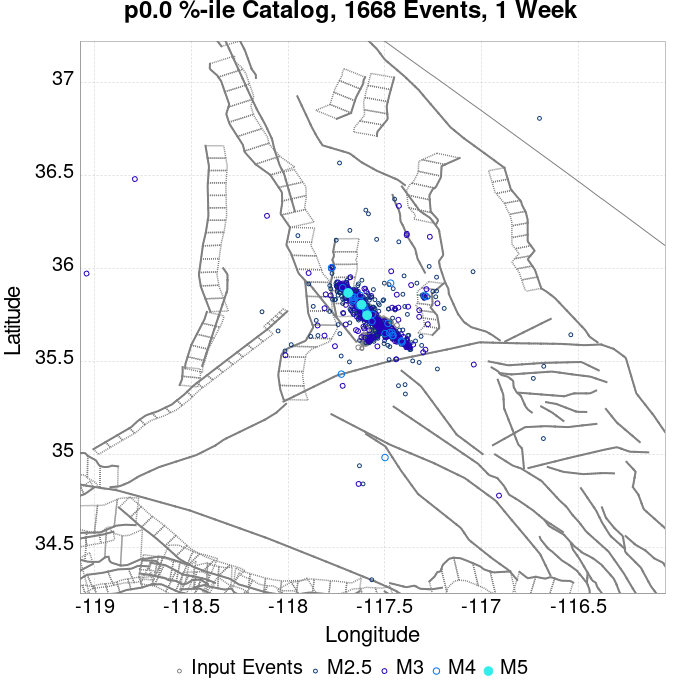 p0.0 %-ile Catalog, 1668 Events, 1 Week
37
36.5
36
35.5
35
34.5
Latitude
-119 -118.5 -118 -117.5 -117 -116.5
Longitude
Input Events M2.5 M3 M4 M5